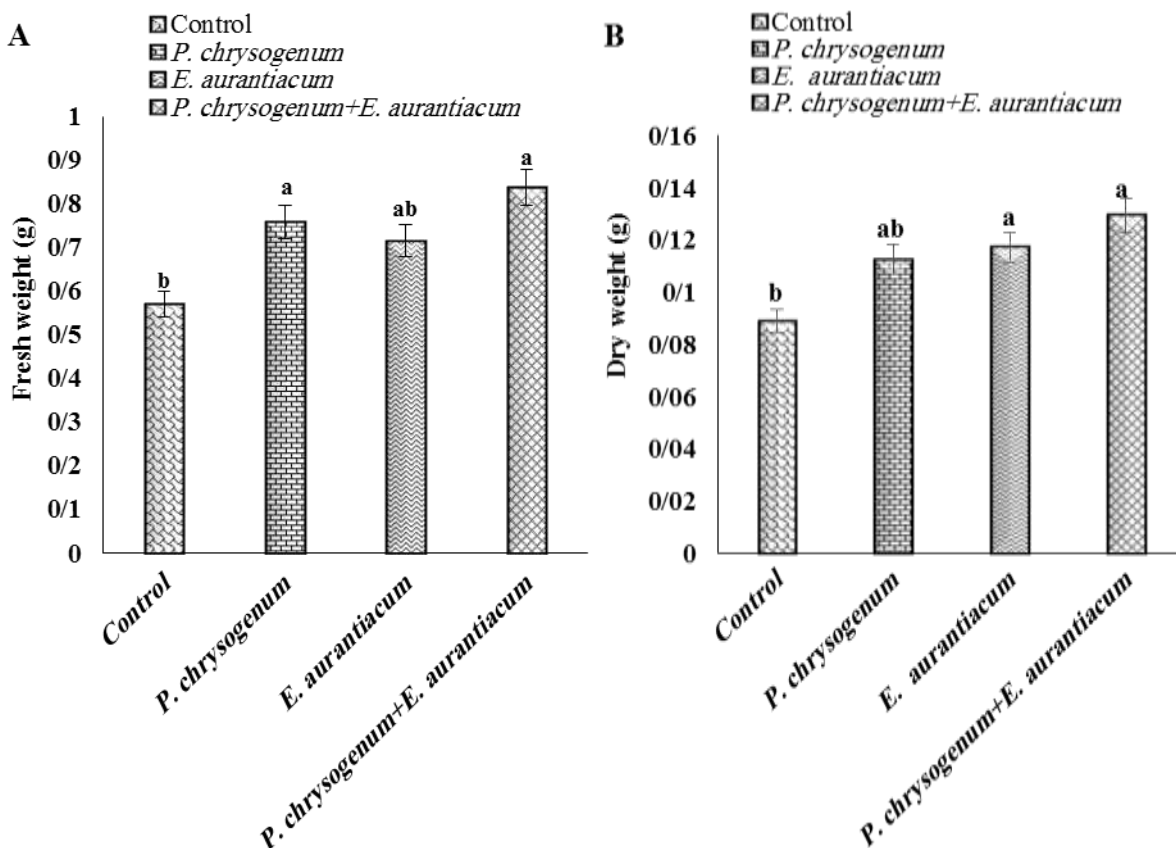 A
Control
P. chrysogenum
E. aurantiacum
P. chrysogenum+E. aurantiacum
Fresh weight (g)
1
0/9
0/8
0/7
0/6
0/5
0/4
0/3
0/2
0/1
0
b
a
ab
a
Control
P. chrysogenum
E. aurantiacum
P. chrysogenum+E. aurantiacum
B
Control
P. chrysogenum
E. aurantiacum
P. chrysogenum+E. aurantiacum
Dry weight (g)
0/16
0/14
0/12
0/1
0/08
0/06
0/04
0/02
0
b
ab
a
a
Control
P. chrysogenum
E. aurantiacum
P. chrysogenum+E. aurantiacum